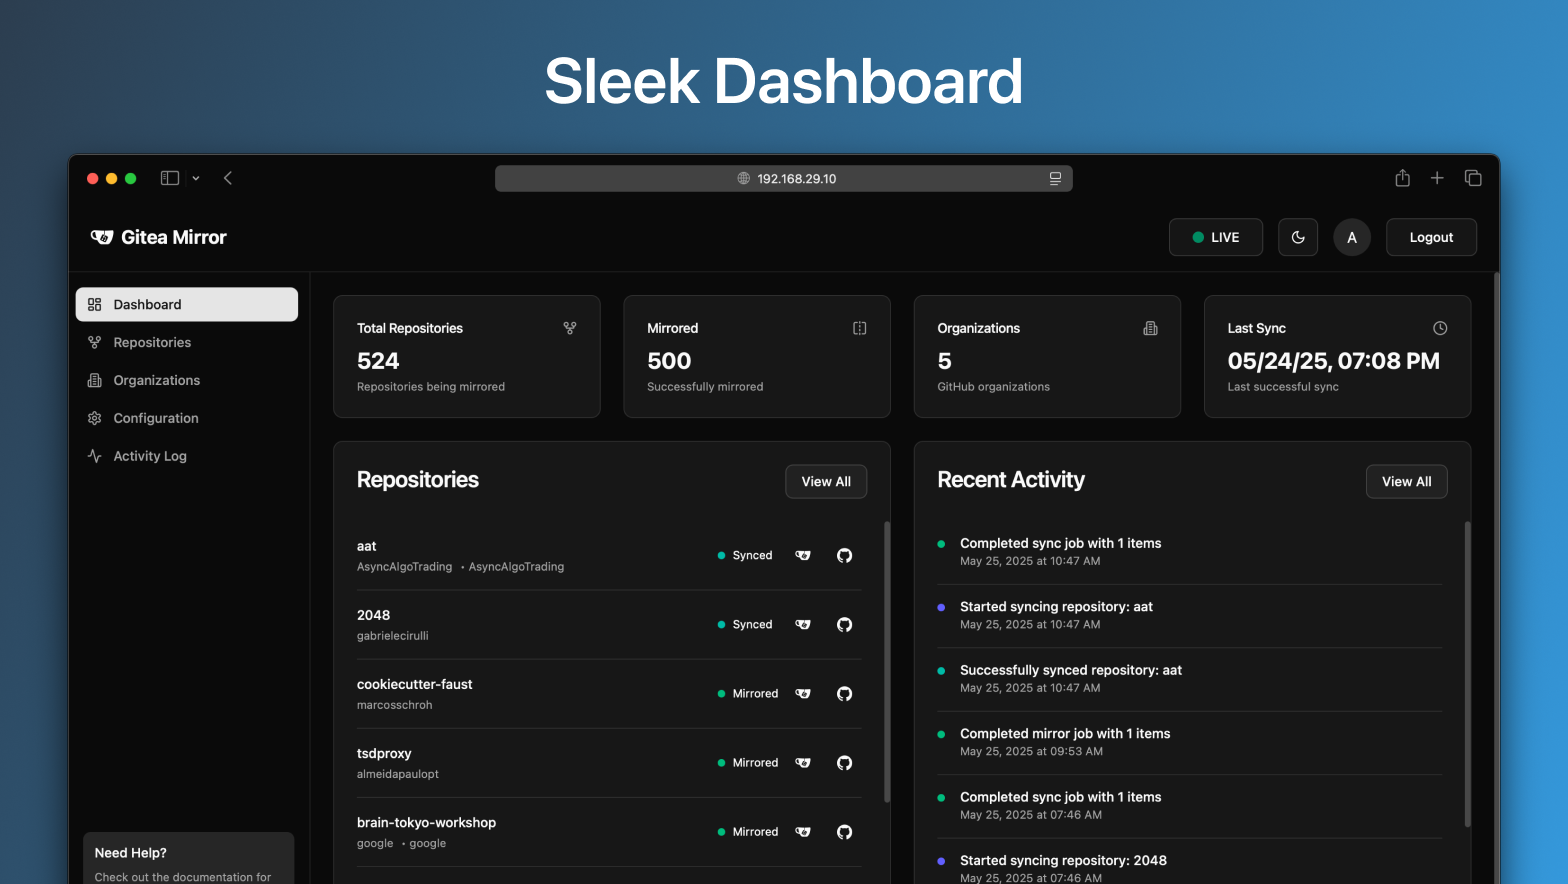 Sleek Dashboard
192.168.29.10
Gitea Mirror
LIVE
A
Logout
Dashboard
Repositories
Organizations
Configuration
Activity Log
Need Help?
Check out the documentation for
Total Repositories
524
Repositories being mirrored
Mirrored
500
Successfully mirrored
Organizations
5
GitHub organizations
Last Sync
05/24/25, 07:08 PM
Last successful sync
Repositories
View All
aat
AsyncAlgoTrading • AsyncAlgoTrading
Synced
2048
gabrielecirulli
Synced
cookiecutter-faust
marcosschroh
Mirrored
tsdproxy
almeidapaulopt
Mirrored
brain-tokyo-workshop
google • google
Mirrored
Recent Activity
View All
Completed sync job with 1 items
May 25, 2025 at 10:47 AM
Started syncing repository: aat
May 25, 2025 at 10:47 AM
Successfully synced repository: aat
May 25, 2025 at 10:47 AM
Completed mirror job with 1 items
May 25, 2025 at 09:53 AM
Completed sync job with 1 items
May 25, 2025 at 07:46 AM
Started syncing repository: 2048
May 25, 2025 at 07:46 AM